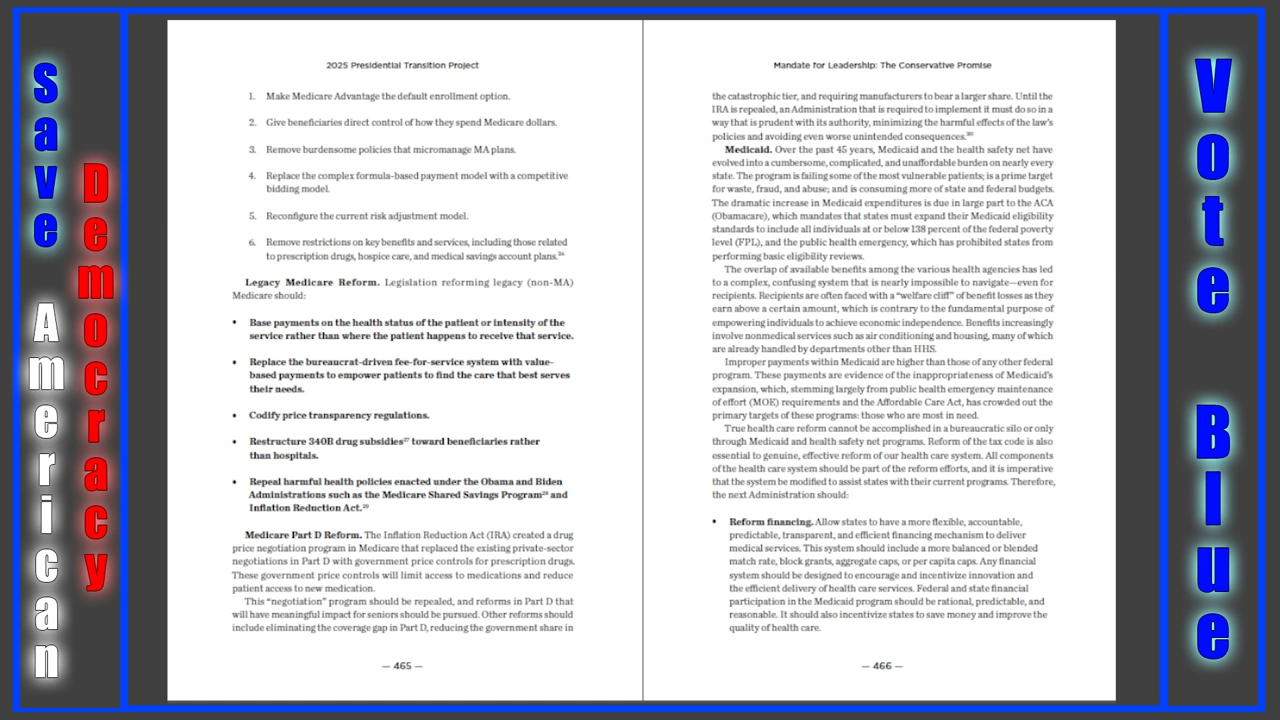 Save American
Democracy
2025 Presidential Transition Project
1. Make Medicare Advantage the default enrollment option.
2. Give beneficiaries direct control of how they spend Medicare dollars.
3. Remove burdensome policies that micromanage MA plans.
4. Replace the complex formula-based payment model with a competitive
bidding model.
5. Reconfigure the current risk adjustment model.
6. Remove restrictions on key benefits and services, including those related
to prescription drugs, hospice care, and medical savings account plans.26
Legacy Medicare Reform. Legislation reforming legacy (non-MA)
Medicare should:
• Base payments on the health status of the patient or intensity of the
service rather than where the patient happens to receive that service.
• Replace the bureaucrat-driven fee-for-service system with value-
based payments to empower patients to find the care that best serves
their needs.
• Codify price transparency regulations.
• Restructure 340B drug subsidies27 toward beneficiaries rather
than hospitals.
• Repeal harmful health policies enacted under the Obama and Biden
Administrations such as the Medicare Shared Savings Program28 and
Inflation Reduction Act.29
Medicare Part D Reform. The Inflation Reduction Act (IRA) created a drug
price negotiation program in Medicare that replaced the existing private-sector
negotiations in Part D with government price controls for prescription drugs.
These government price controls will limit access to medications and reduce
patient access to new medication.
This “negotiation” program should be repealed, and reforms in Part D that
will have meaningful impact for seniors should be pursued. Other reforms should
include eliminating the coverage gap in Part D, reducing the government share in
— 465 —
Mandate for Leadership: The Conservative Promise
the catastrophic tier, and requiring manufacturers to bear a larger share. Until the
IRA is repealed, an Administration that is required to implement it must do so in a
way that is prudent with its authority, minimizing the harmful effects of the law’s
policies and avoiding even worse unintended consequences.30
Medicaid. Over the past 45 years, Medicaid and the health safety net have
evolved into a cumbersome, complicated, and unaffordable burden on nearly every
state. The program is failing some of the most vulnerable patients; is a prime target
for waste, fraud, and abuse; and is consuming more of state and federal budgets.
The dramatic increase in Medicaid expenditures is due in large part to the ACA
(Obamacare), which mandates that states must expand their Medicaid eligibility
standards to include all individuals at or below 138 percent of the federal poverty
level (FPL), and the public health emergency, which has prohibited states from
performing basic eligibility reviews.
The overlap of available benefits among the various health agencies has led
to a complex, confusing system that is nearly impossible to navigate—even for
recipients. Recipients are often faced with a “welfare cliff” of benefit losses as they
earn above a certain amount, which is contrary to the fundamental purpose of
empowering individuals to achieve economic independence. Benefits increasingly
involve nonmedical services such as air conditioning and housing, many of which
are already handled by departments other than HHS.
Improper payments within Medicaid are higher than those of any other federal
program. These payments are evidence of the inappropriateness of Medicaid’s
expansion, which, stemming largely from public health emergency maintenance
of effort (MOE) requirements and the Affordable Care Act, has crowded out the
primary targets of these programs: those who are most in need.
True health care reform cannot be accomplished in a bureaucratic silo or only
through Medicaid and health safety net programs. Reform of the tax code is also
essential to genuine, effective reform of our health care system. All components
of the health care system should be part of the reform efforts, and it is imperative
that the system be modified to assist states with their current programs. Therefore,
the next Administration should:
• Reform financing. Allow states to have a more flexible, accountable,
predictable, transparent, and efficient financing mechanism to deliver
medical services. This system should include a more balanced or blended
match rate, block grants, aggregate caps, or per capita caps. Any financial
system should be designed to encourage and incentivize innovation and
the efficient delivery of health care services. Federal and state financial
participation in the Medicaid program should be rational, predictable, and
reasonable. It should also incentivize states to save money and improve the
quality of health care.
— 466 —
Vote Blue